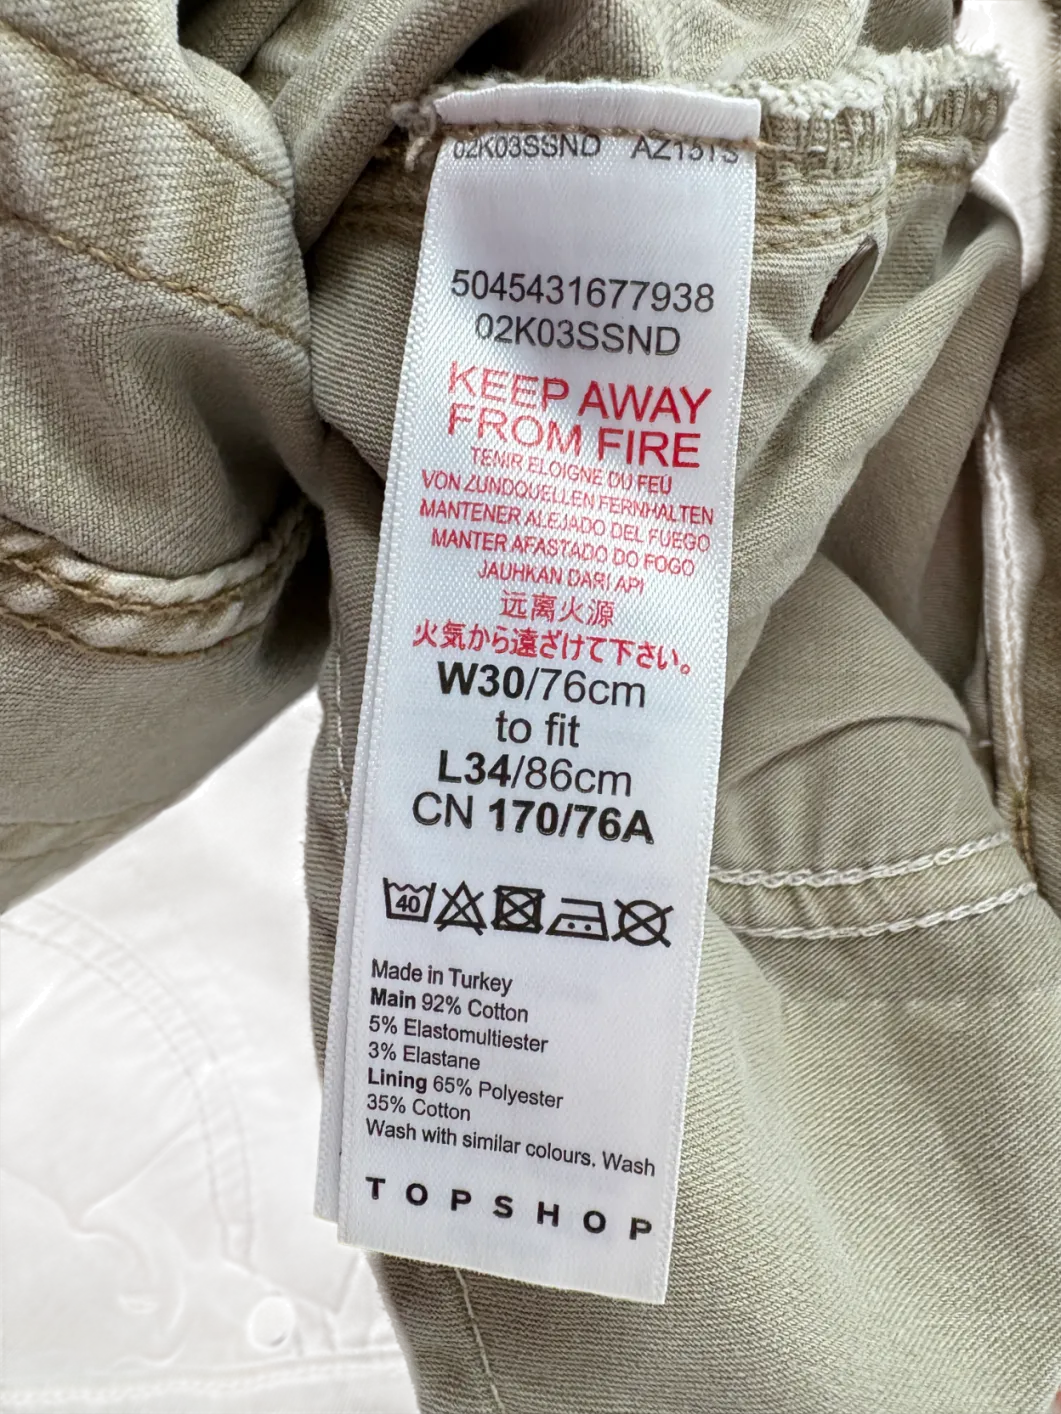 02K03SSND AZ1313
5045431677938
02K03SSND
KEEP AWAY
FROM FIRE
TENIR ELOIGNE DU FEU
VON ZUNDQUELLEN FERNHALTEN
MANTENER ALEJADO DEL FUEGO
MANTER AFASTADO DO FOGO
JAUHKAN DARI API
远离火源
火気から遠ざけて下さい。
W30/76cm
to fit
L34/86cm
CN 170/76A
40
Made in Turkey
Main 92% Cotton
5% Elastomultiester
3% Elastane
Lining 65% Polyester
35% Cotton
Wash with similar colours. Wash
TOPSHOP